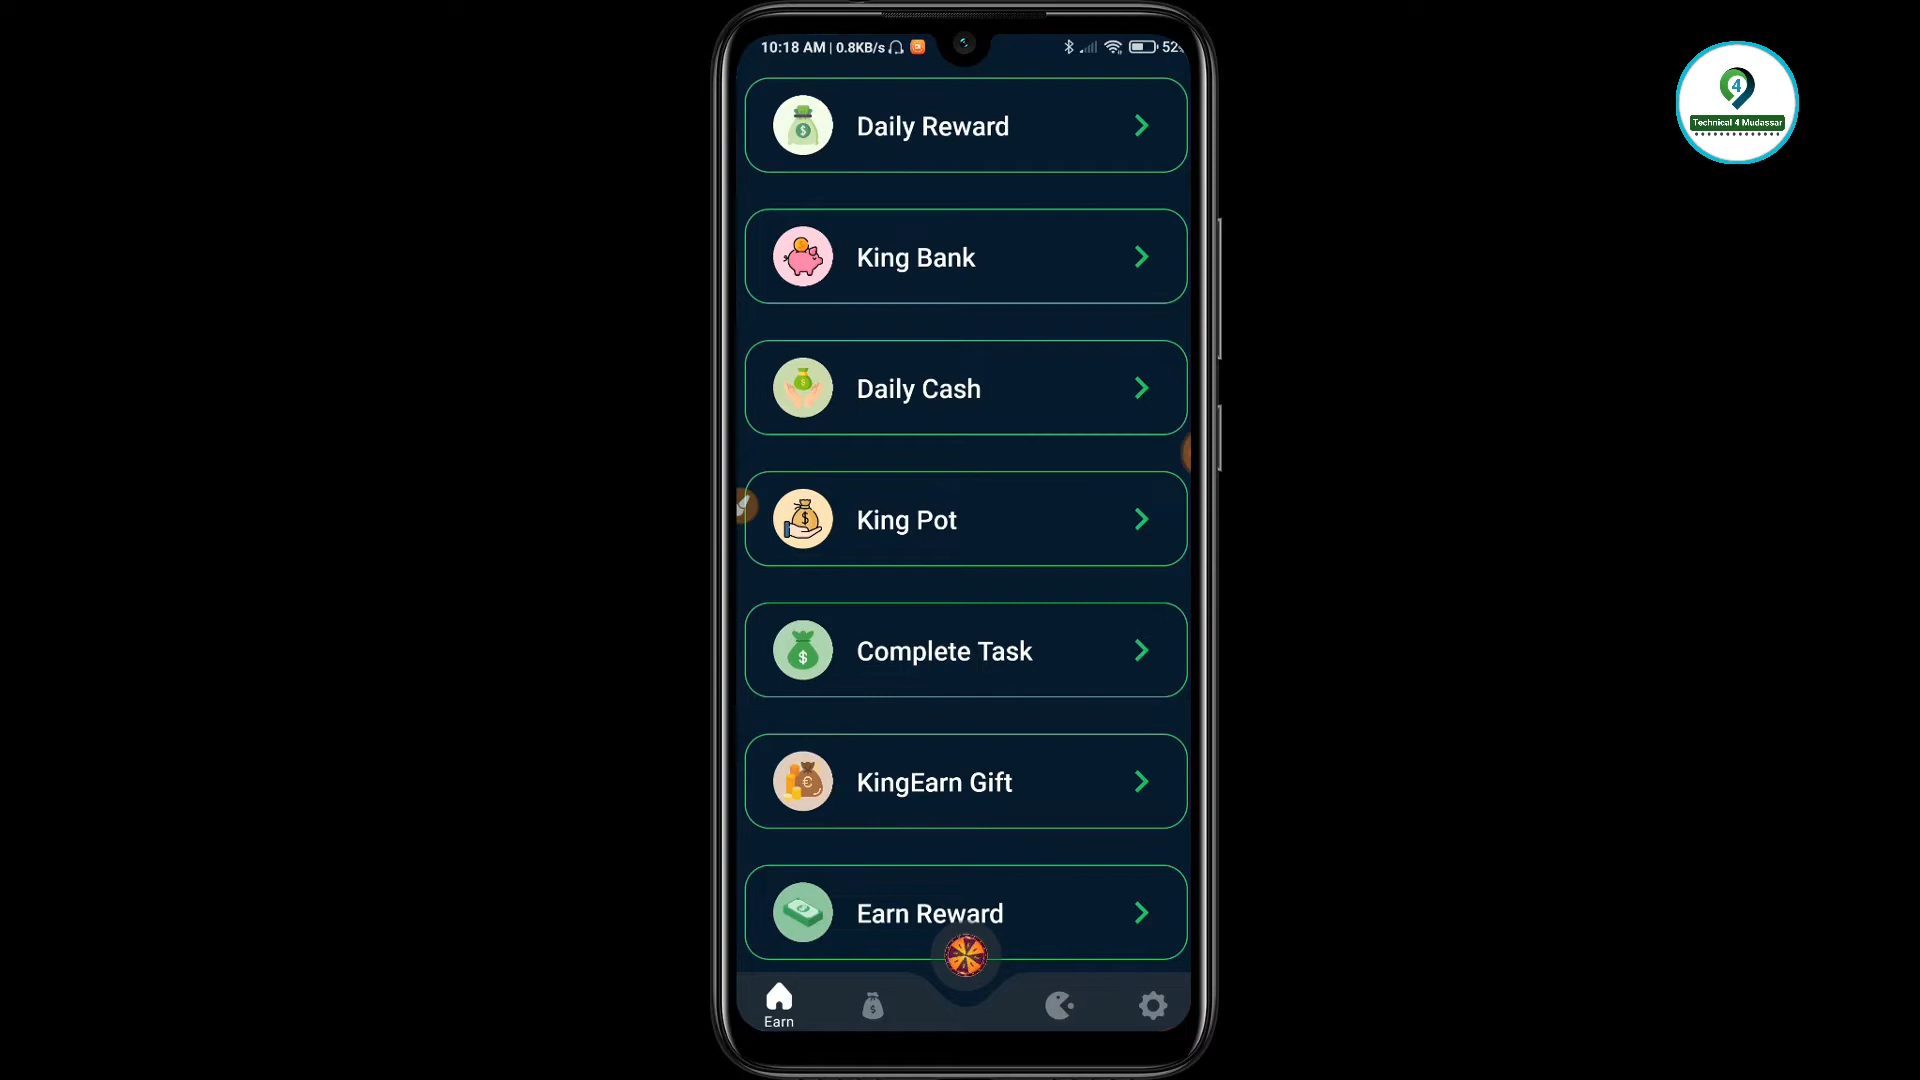 10:18 AM | 0.8KB/s
52%
4
Technical 4 Mudassar
Daily Reward
King Bank
Daily Cash
King Pot
Complete Task
KingEarn Gift
Earn Reward
Earn